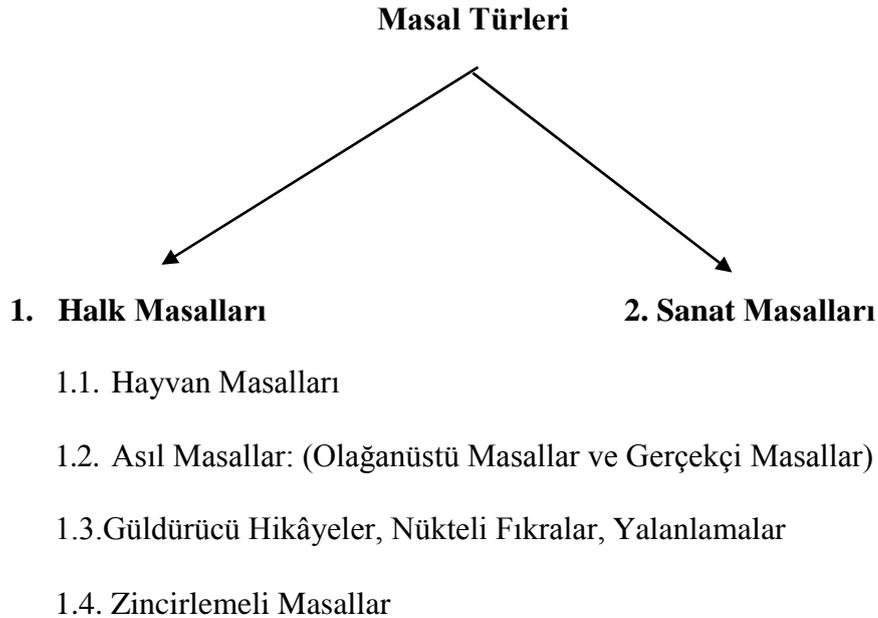 Masal Türleri
1. Halk Masalları
2. Sanat Masalları
1.1. Hayvan Masalları
1.2. Asıl Masallar: (Olağanüstü Masallar ve Gerçekçi Masallar)
1.3.Güldürücü Hikâyeler, Nükteli Fıkralar, Yalanlamalar
1.4. Zincirlemeli Masallar